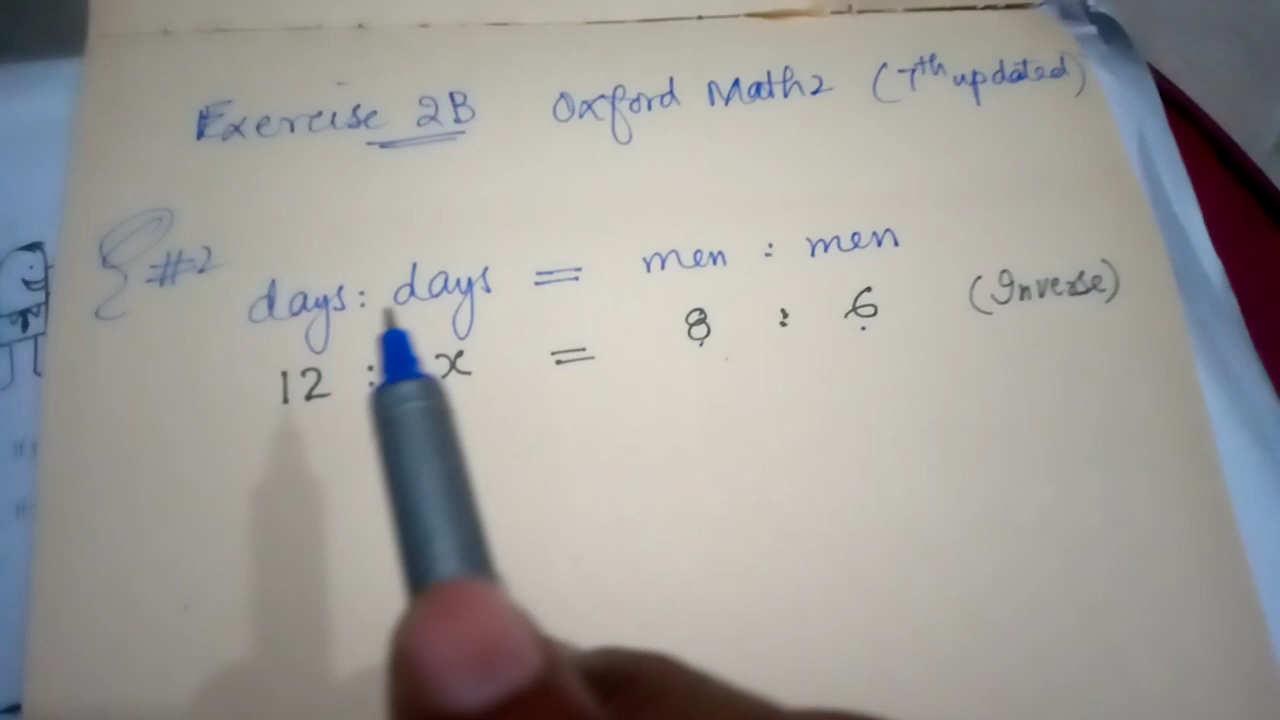 Exercise 2B Oxford Maths (7th updated)
#2 days : days = men : men
12 : x = 8 : 6 (Inverse)